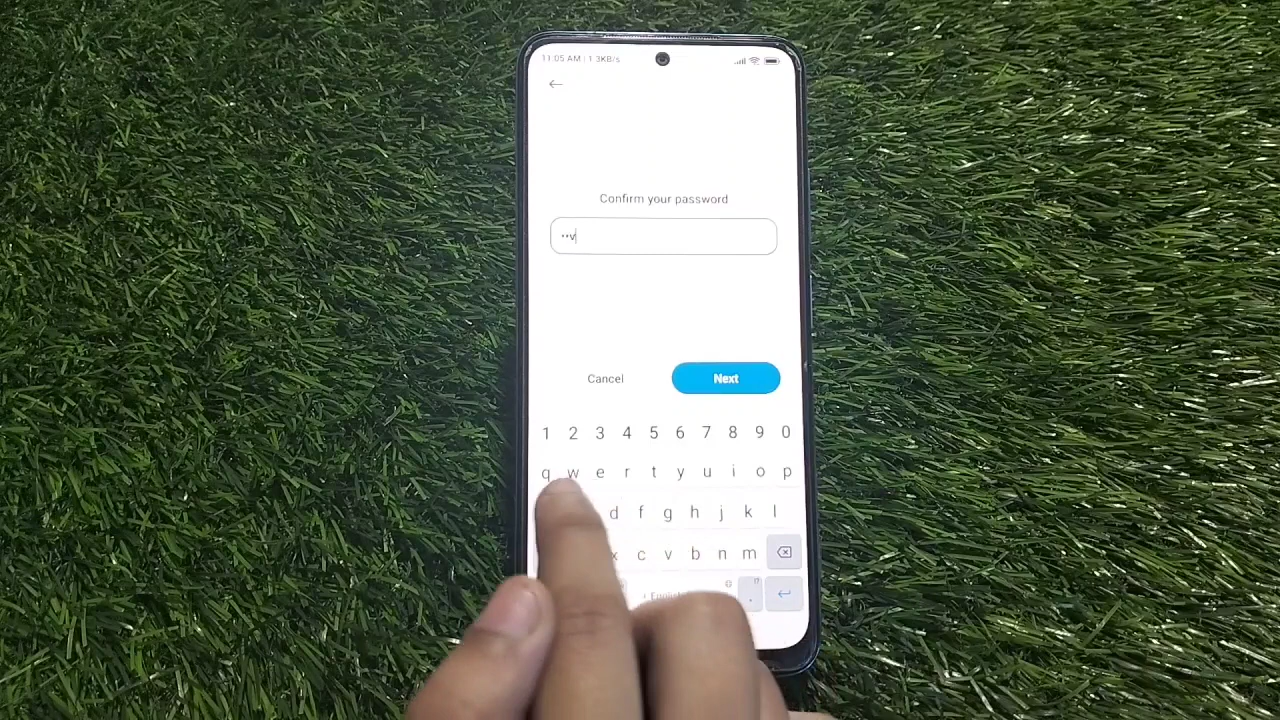 11:05 AM | 1.3KB/s
Confirm your password
••v
Cancel Next
1 2 3 4 5 6 7 8 9 0
q w e r t y u i o p
d f g h j k l
x c v b n m
English
. !?